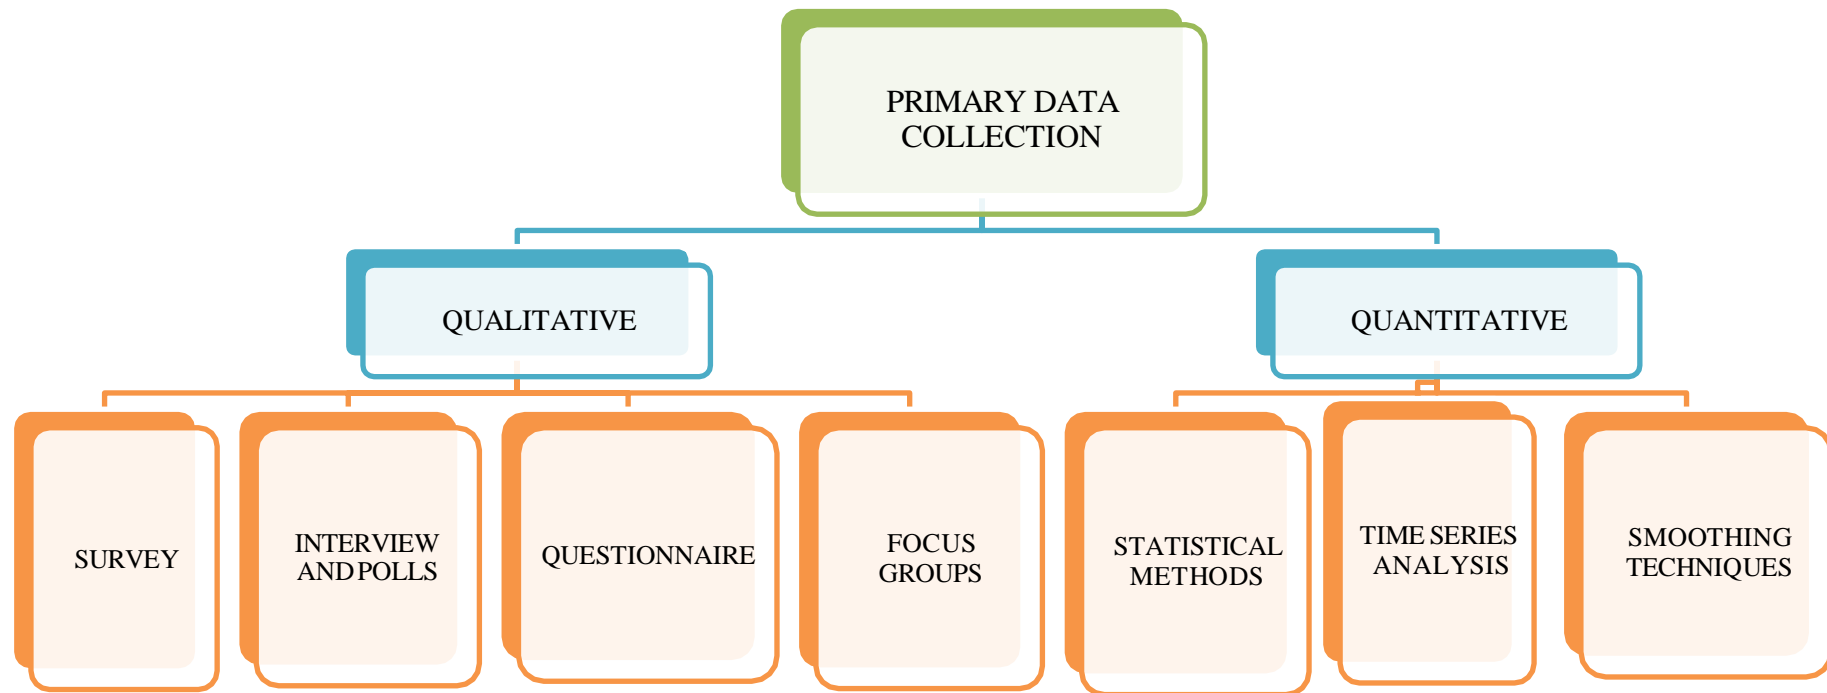 PRIMARY DATA
COLLECTION
QUALITATIVE
QUANTITATIVE
SURVEY
INTERVIEW
AND POLLS
QUESTIONNAIRE
FOCUS
GROUPS
STATISTICAL
METHODS
TIME SERIES
ANALYSIS
SMOOTHING
TECHNIQUES